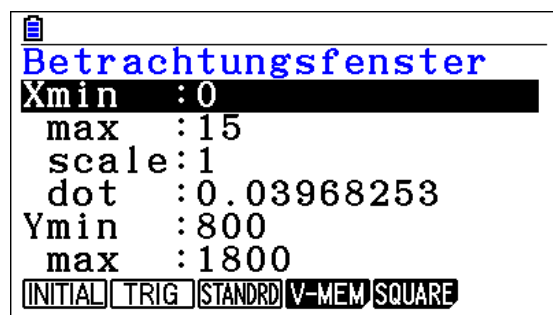 Betrachtungsfenster
Xmin :0
max :15
scale:1
dot :0.03968253
Ymin :800
max :1800
INITIAL TRIG STANDRD V-MEM SQUARE